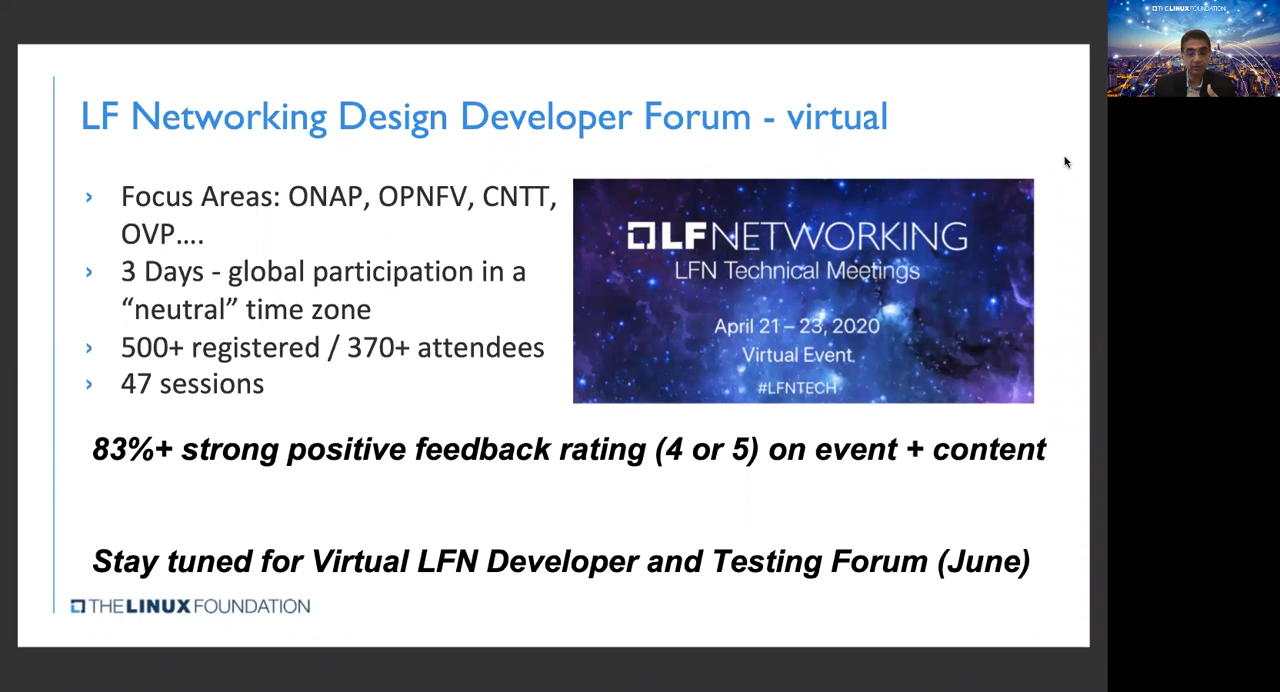 THE LINUX FOUNDATION
LF Networking Design Developer Forum - virtual
› Focus Areas: ONAP, OPNFV, CNTT,
OVP....
› 3 Days - global participation in a
“neutral” time zone
› 500+ registered / 370+ attendees
› 47 sessions
LFNETWORKING
LFN Technical Meetings
April 21 – 23, 2020
Virtual Event
#LFNTECH
83%+ strong positive feedback rating (4 or 5) on event + content
Stay tuned for Virtual LFN Developer and Testing Forum (June)
THE LINUX FOUNDATION